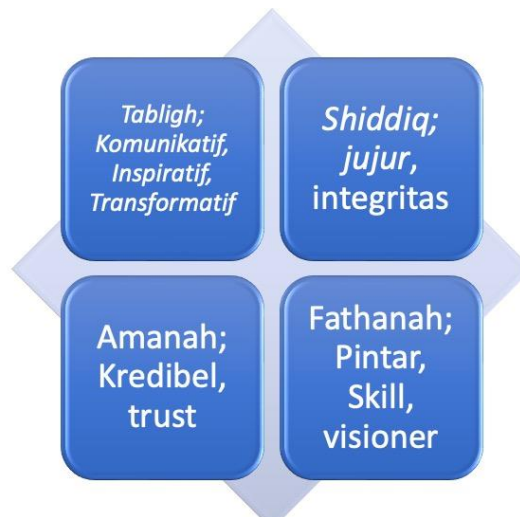 Tabligh;
Komunikatif,
Inspiratif,
Transformatif
Shiddiq;
jujur,
integritas
Amanah;
Kredibel,
trust
Fathanah;
Pintar,
Skill,
visioner